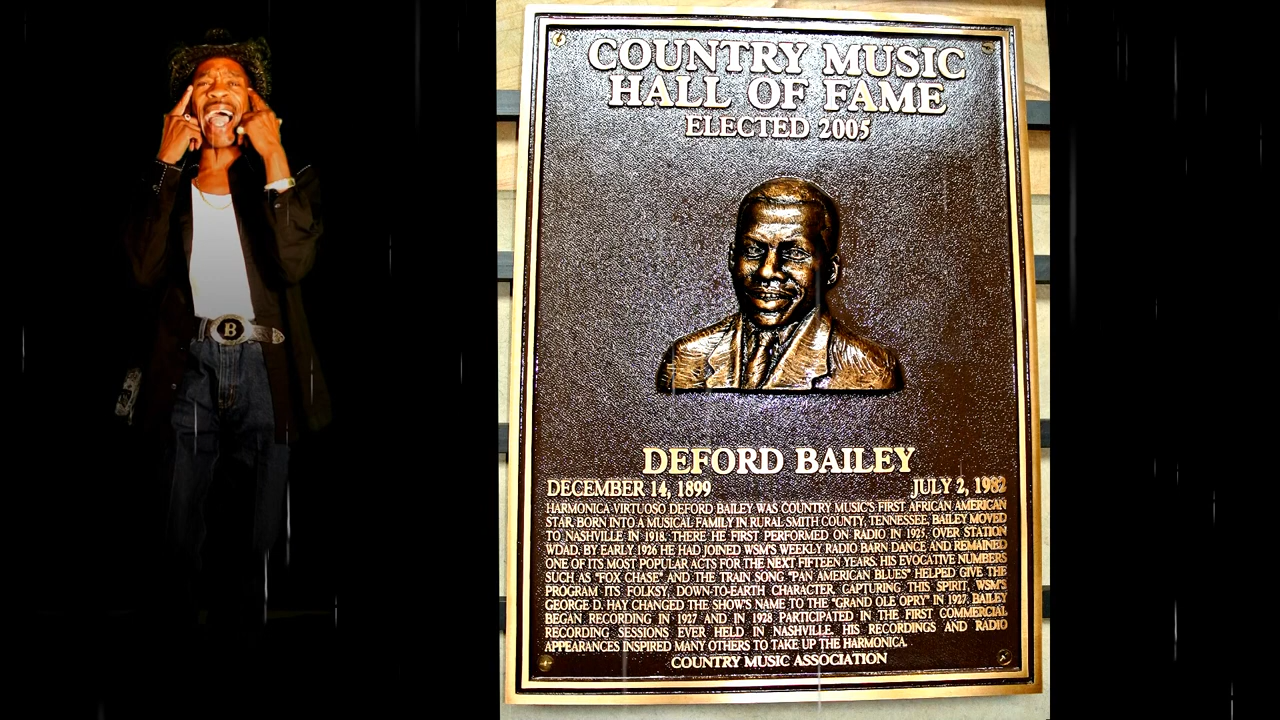 COUNTRY MUSIC
HALL OF FAME
ELECTED 2005
B
DEFORD BAILEY
DECEMBER 14, 1899 JULY 2, 1982
HARMONICA VIRTUOSO DEFORD BAILEY WAS COUNTRY MUSIC'S FIRST AFRICAN AMERICAN
STAR. BORN INTO A MUSICAL FAMILY IN RURAL SMITH COUNTY, TENNESSEE, BAILEY MOVED
TO NASHVILLE IN 1918. THERE HE FIRST PERFORMED ON RADIO IN 1925, OVER STATION
WDAD. BY EARLY 1926 HE HAD JOINED WSM'S WEEKLY RADIO BARN DANCE AND REMAINED
ONE OF ITS MOST POPULAR ACTS FOR THE NEXT FIFTEEN YEARS. HIS EVOCATIVE NUMBERS
SUCH AS "FOX CHASE" AND THE TRAIN SONG "PAN AMERICAN BLUES" HELPED GIVE THE
PROGRAM ITS FOLKSY, DOWN-TO-EARTH CHARACTER. CAPTURING THIS SPIRIT, WSM'S
GEORGE D. HAY CHANGED THE SHOW'S NAME TO THE "GRAND OLE OPRY" IN 1927. BAILEY
BEGAN RECORDING IN 1927 AND IN 1928 PARTICIPATED IN THE FIRST COMMERCIAL
RECORDING SESSIONS EVER HELD IN NASHVILLE. HIS RECORDINGS AND RADIO
APPEARANCES INSPIRED MANY OTHERS TO TAKE UP THE HARMONICA.
COUNTRY MUSIC ASSOCIATION